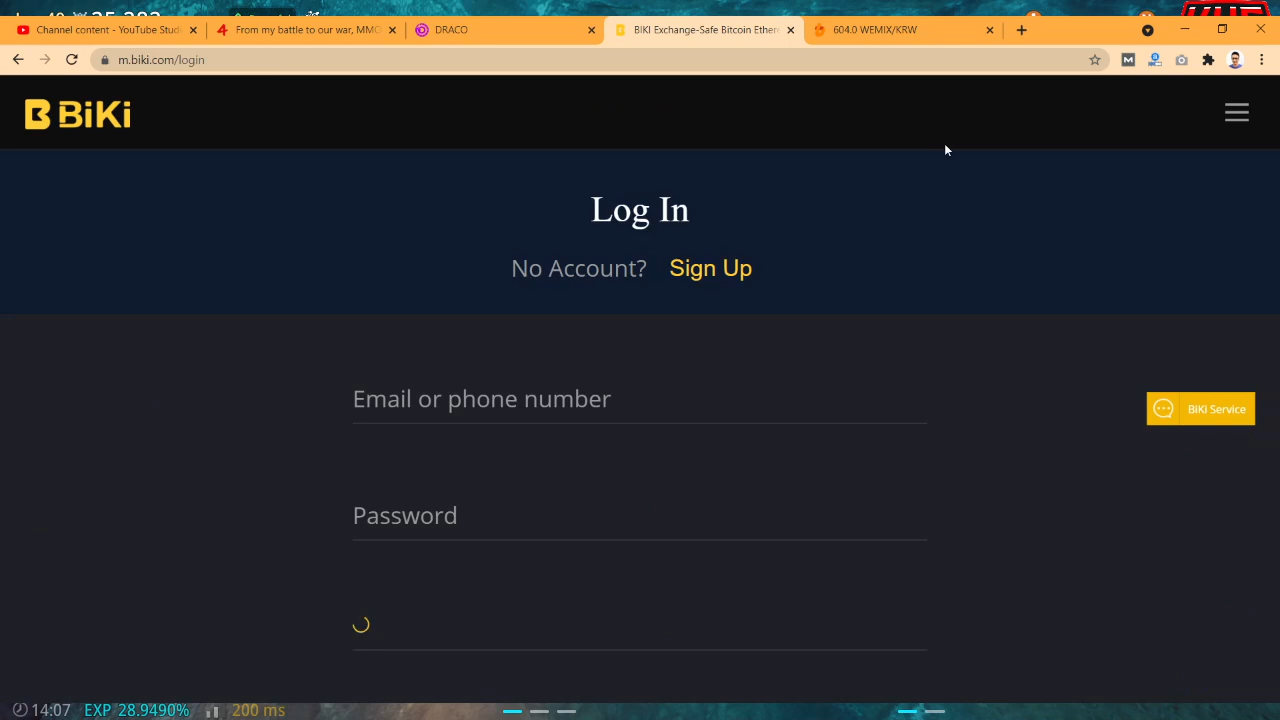 Channel content - YouTube Stud
From my battle to our war, MMO
DRACO
BIKI Exchange-Safe Bitcoin Ether
604.0 WEMIX/KRW
m.biki.com/login
BiKi
Log In
No Account? Sign Up
Email or phone number
BiKi Service
Password
14:07 EXP 28.9490% 200 ms